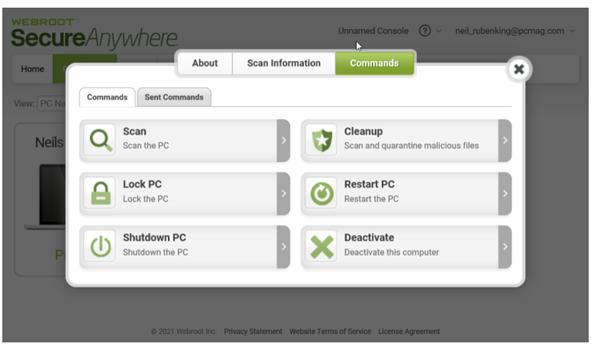 WEBROOT
SecureAnywhere.
Unnamed Console
neil_rubenking@pcmag.com
Home
About
Scan Information
Commands
View: PC Na
Commands
Sent Commands
Neils
Scan
Scan the PC
Cleanup
Scan and quarantine malicious files
Lock PC
Lock the PC
Restart PC
Restart the PC
Shutdown PC
Shutdown the PC
Deactivate
Deactivate this computer
P
© 2021 Webroot Inc. Privacy Statement Website Terms of Service License Agreement